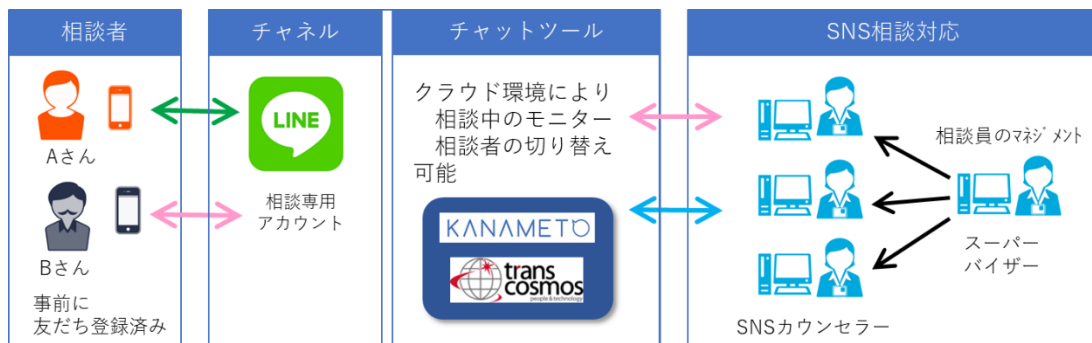 相談者
Aさん
Bさん
事前に
友だち登録済み
チャネル
LINE
相談専用
アカウント
チャットツール
クラウド環境により
相談中のモニター
相談者の切り替え
可能
KANAMETO
trans
cosmos
people & technology
SNS相談対応
SNSカウンセラー
相談員のマネジメント
スーパー
バイザー